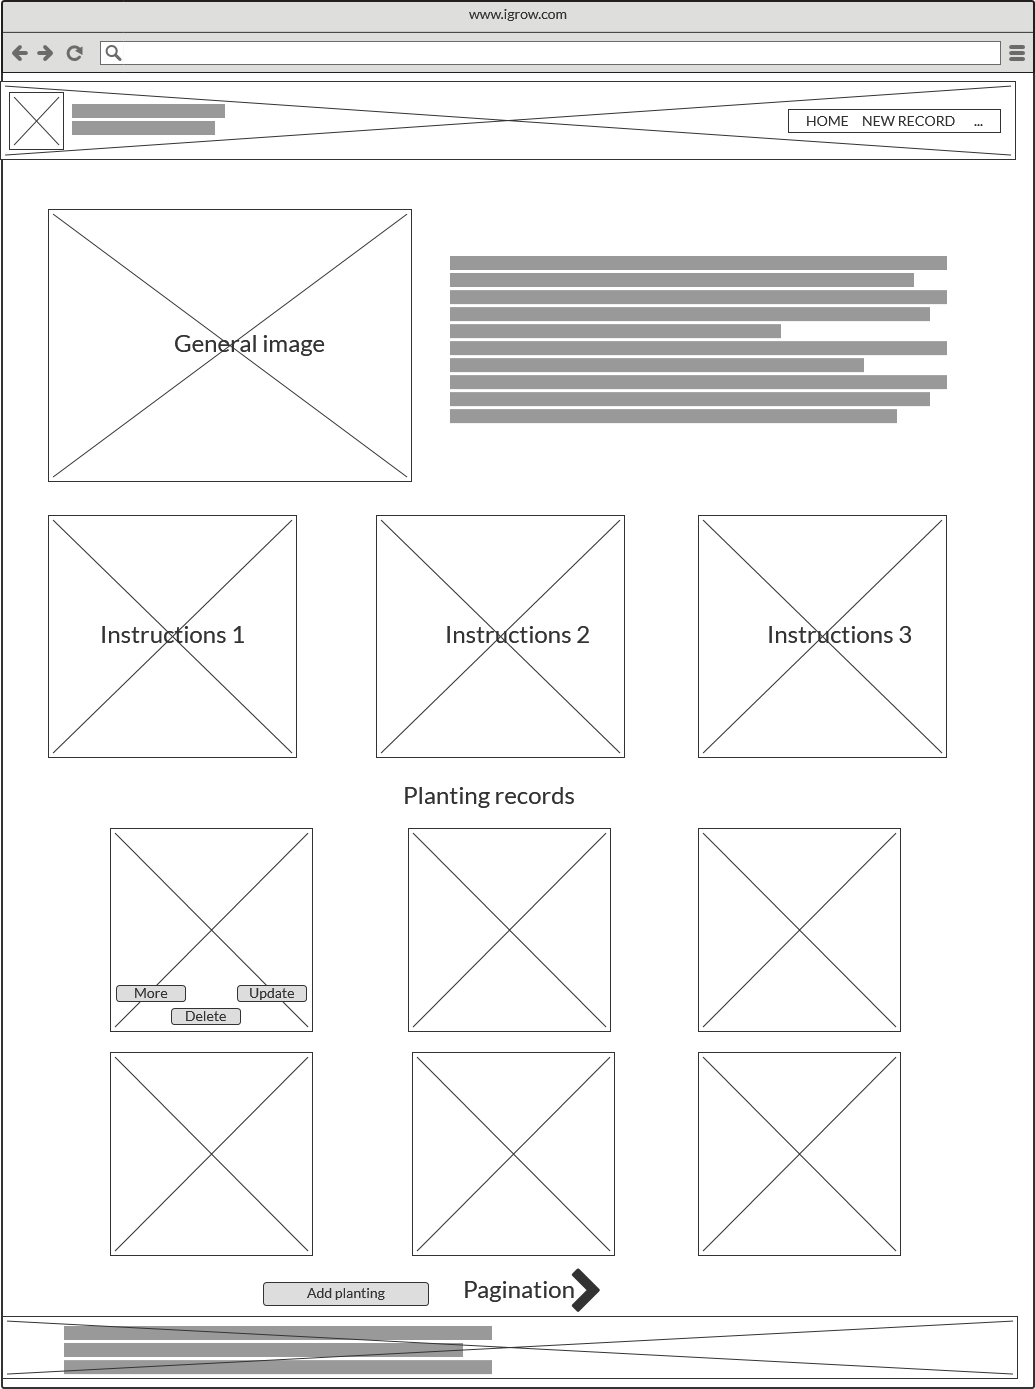 www.igrow.com
HOME NEW RECORD ...
General image
Instructions 1 Instructions 2 Instructions 3
Planting records
More Update
Delete
Add planting Pagination